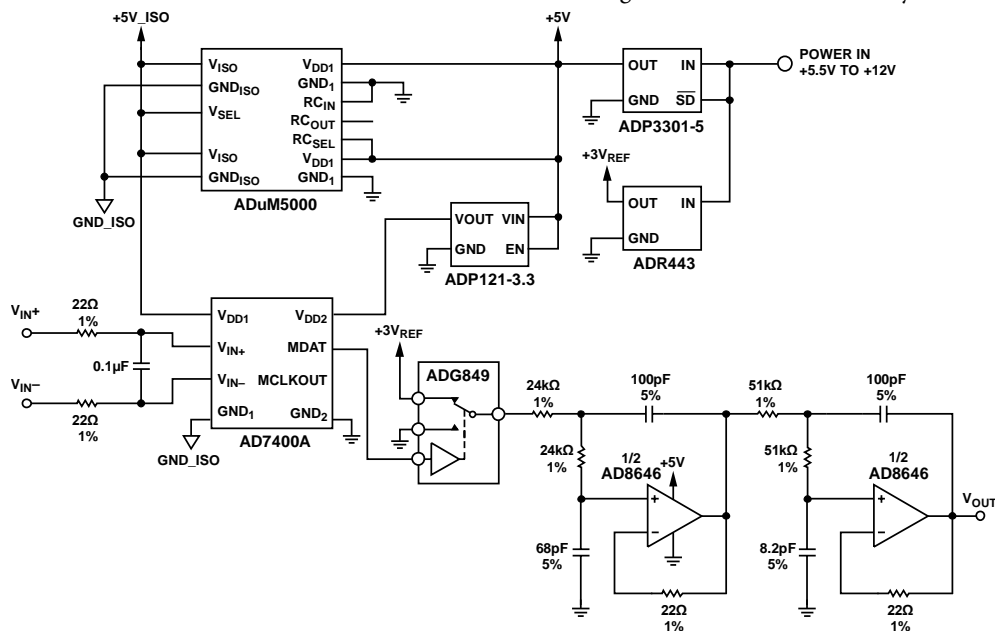 +5V_ISO
+5V
POWER IN
+5.5V TO +12V
VISO
GNDISO
VSEL
VISO
GNDISO
VDD1
GND1
RCIN
RCOUT
RCSEL
VDD1
GND1
ADuM5000
GND_ISO
OUT
IN
GND
SD
ADP3301-5
+3VREF
OUT
IN
GND
ADR443
VOUT
VIN
GND
EN
ADP121-3.3
VIN+
22Ω
1%
0.1µF
VIN–
22Ω
1%
VDD1
VDD2
VIN+
MDAT
VIN–
MCLKOUT
GND1
GND2
AD7400A
GND_ISO
+3VREF
ADG849
24kΩ
1%
100pF
5%
51kΩ
1%
100pF
5%
24kΩ
1%
1/2
AD8646
+5V
51kΩ
1%
1/2
AD8646
VOUT
+
–
+
–
68pF
5%
8.2pF
5%
22Ω
1%
22Ω
1%